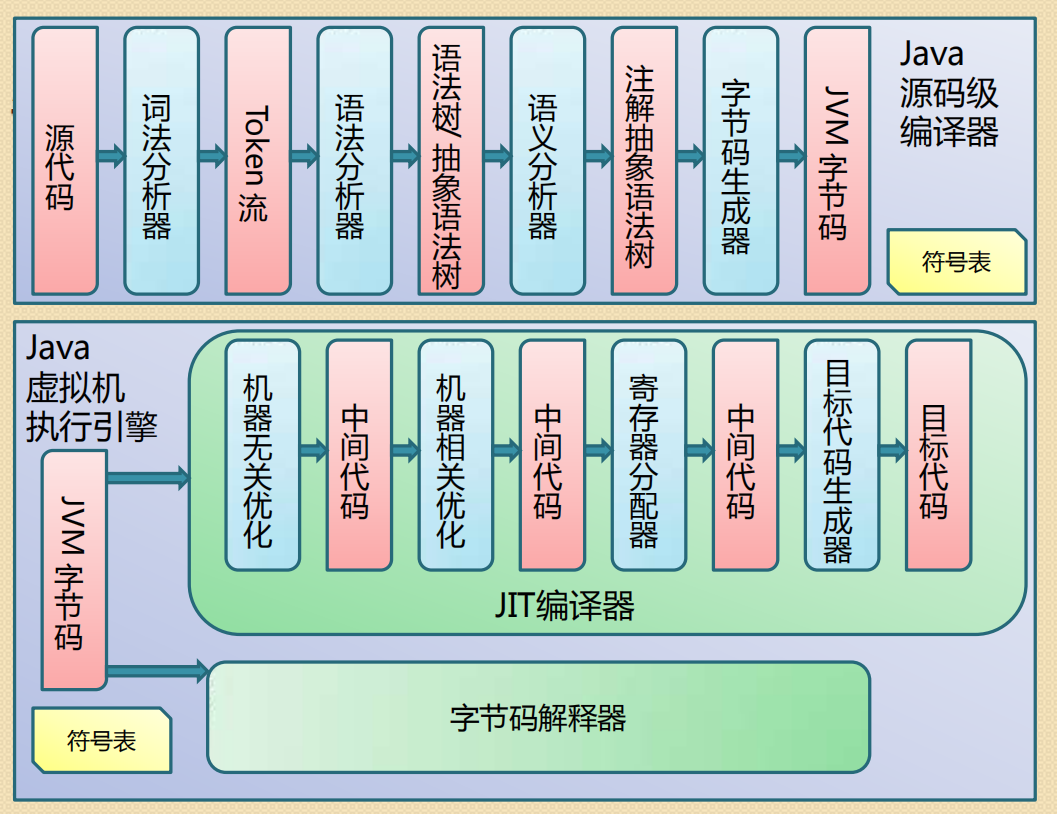 源代码
词法分析器
Token 流
语法分析器
语法树/抽象语法树
语义分析器
注解抽象语法树
字节码生成器
JVM 字节码
Java
源码级
编译器
符号表
Java
虚拟机
执行引擎
JVM 字节码
机器无关优化
中间代码
机器相关优化
中间代码
寄存器分配器
中间代码
目标代码生成器
目标代码
JIT编译器
字节码解释器
符号表